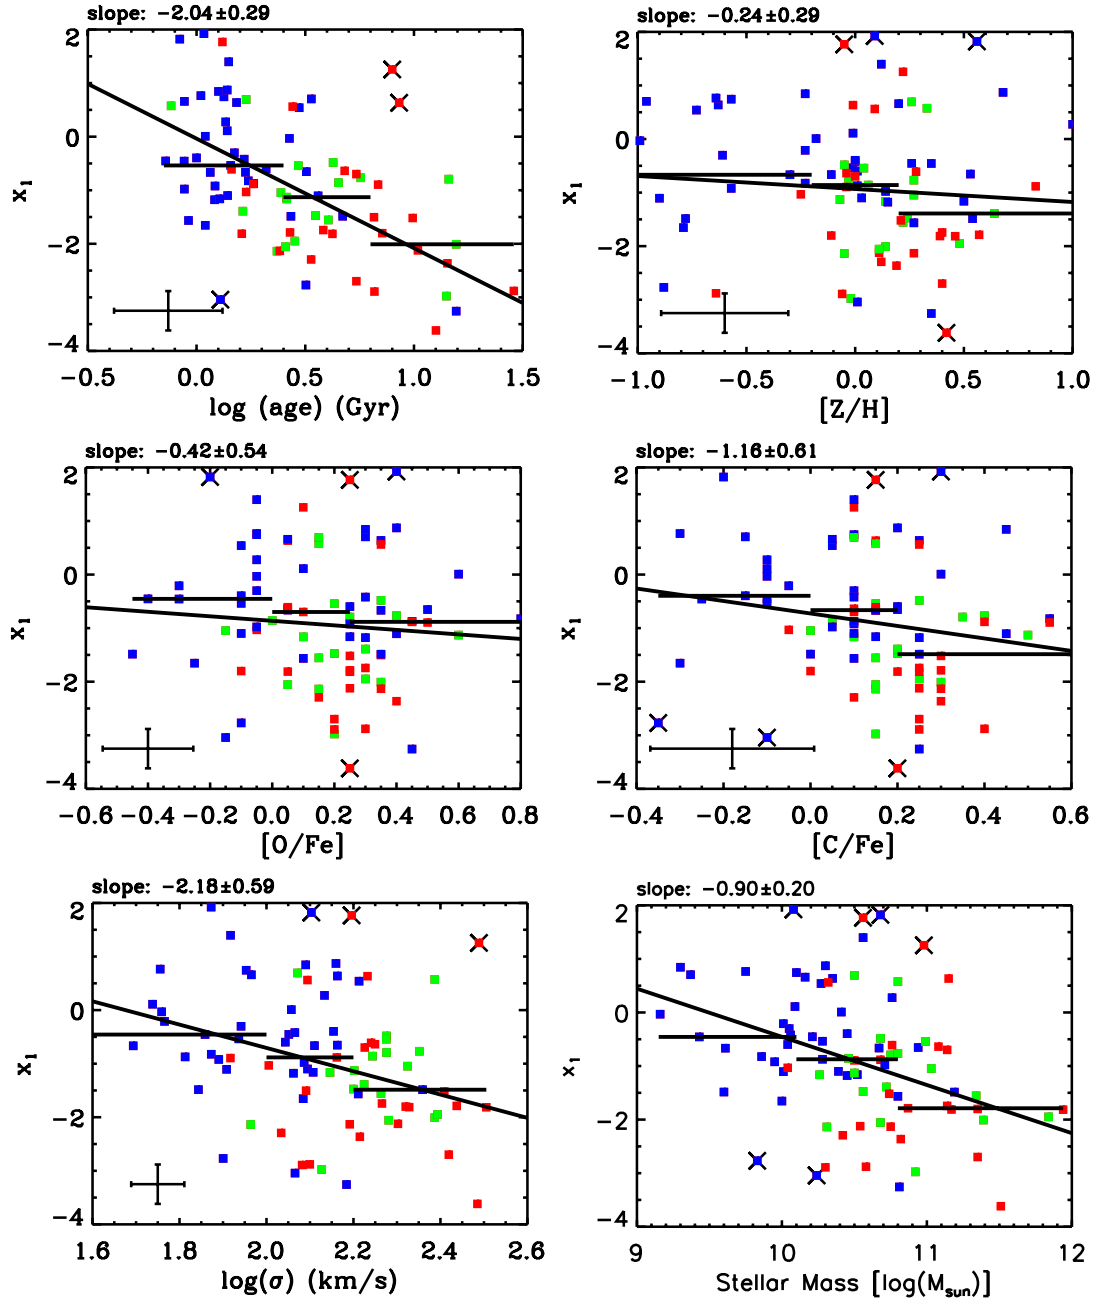 slope: −2.04±0.29
2
0
−2
−4
x1
−0.5 0.0 0.5 1.0 1.5
log (age) (Gyr)
slope: −0.24±0.29
2
0
−2
−4
x1
−1.0 −0.5 0.0 0.5 1.0
[Z/H]
slope: −0.42±0.54
2
0
−2
−4
x1
−0.6 −0.4 −0.2 0.0 0.2 0.4 0.6 0.8
[O/Fe]
slope: −1.16±0.61
2
0
−2
−4
x1
−0.4 −0.2 0.0 0.2 0.4 0.6
[C/Fe]
slope: −2.18±0.59
2
0
−2
−4
x1
1.6 1.8 2.0 2.2 2.4 2.6
log(σ) (km/s)
slope: −0.90±0.20
2
0
−2
−4
x1
9 10 11 12
Stellar Mass [log(Msun)]